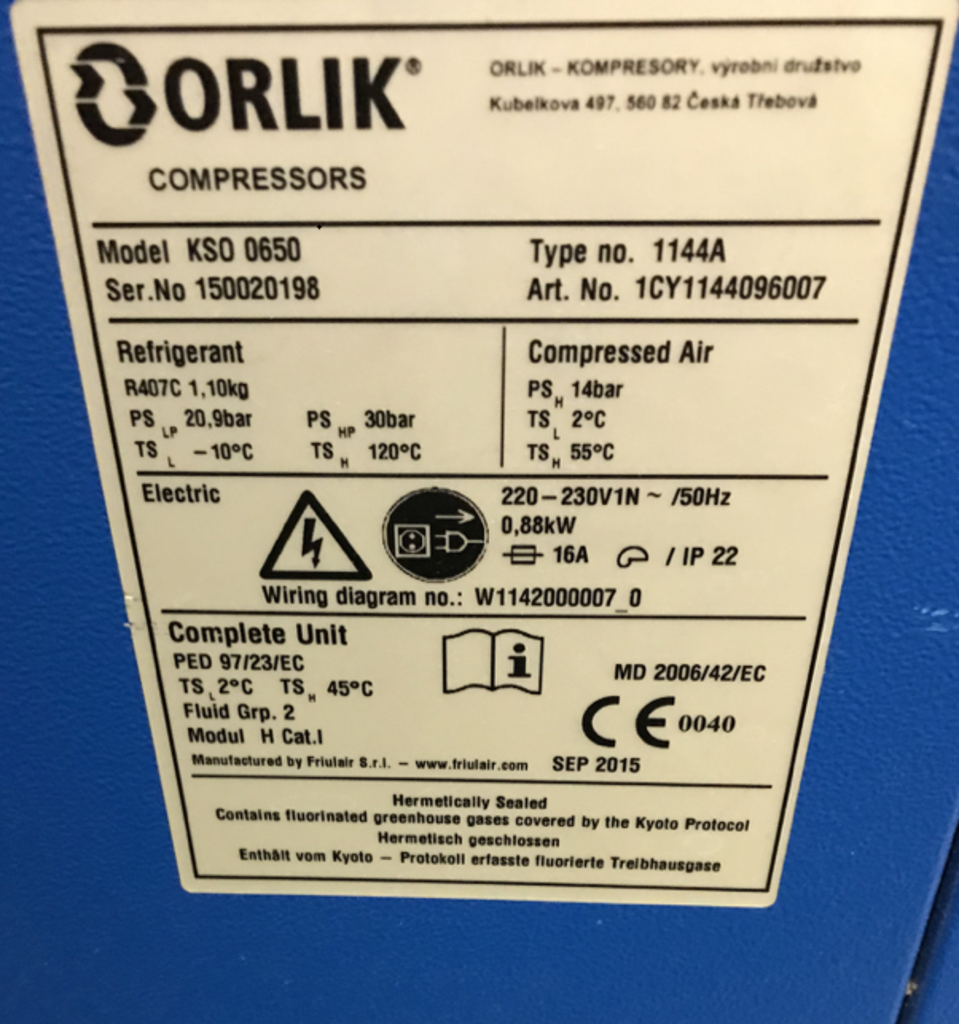 ORLIK®
COMPRESSORS
ORLIK – KOMPRESORY, výrobní družstvo
Kubelkova 497, 560 82 Česká Třebová
Model KSO 0650 Type no. 1144A
Ser.No 150020198 Art. No. 1CY1144096007
Refrigerant
R407C 1,10kg
PS LP 20,9bar PS HP 30bar
TS L –10°C TS H 120°C
Compressed Air
PS H 14bar
TS L 2°C
TS H 55°C
Electric
220–230V1N ~ /50Hz
0,88kW
16A / IP 22
Wiring diagram no.: W1142000007_0
Complete Unit
PED 97/23/EC
TS L 2°C TS H 45°C
Fluid Grp. 2
Modul H Cat.I
i
MD 2006/42/EC
CE 0040
Manufactured by Friulair S.r.l. – www.friulair.com SEP 2015
Hermetically Sealed
Contains fluorinated greenhouse gases covered by the Kyoto Protocol
Hermetisch geschlossen
Enthält vom Kyoto – Protokoll erfasste fluorierte Treibhausgase